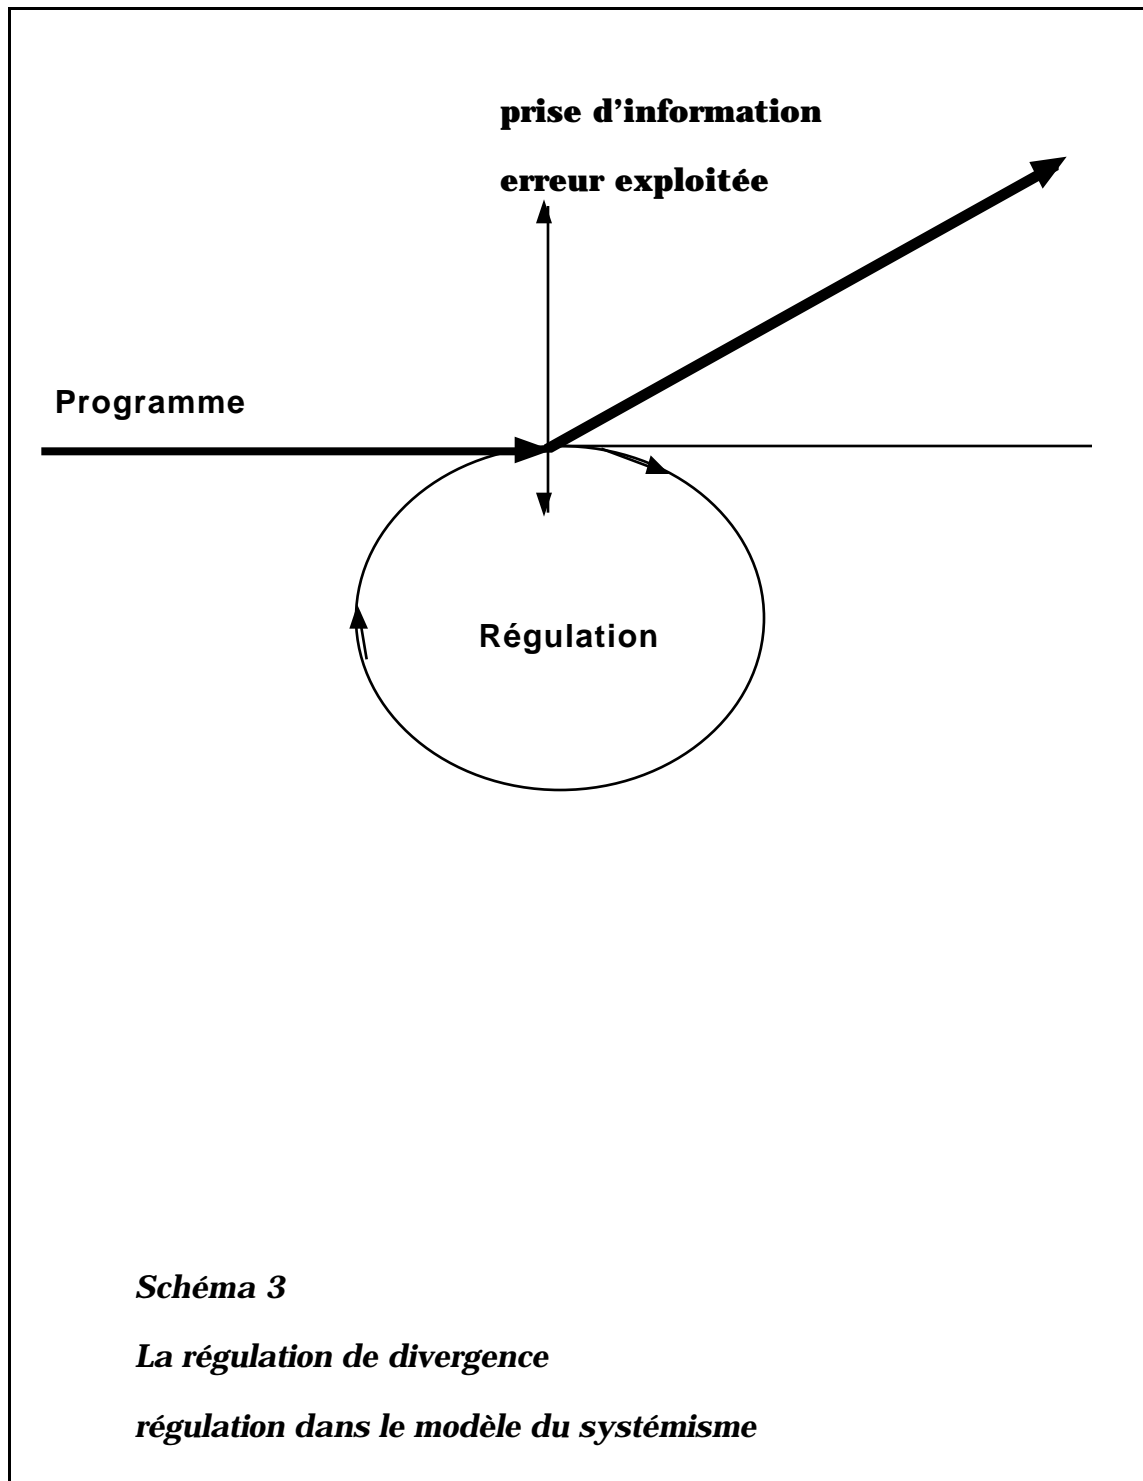 prise d'information
erreur exploitée
Programme
Régulation
Schéma 3
La régulation de divergence
régulation dans le modèle du systémisme